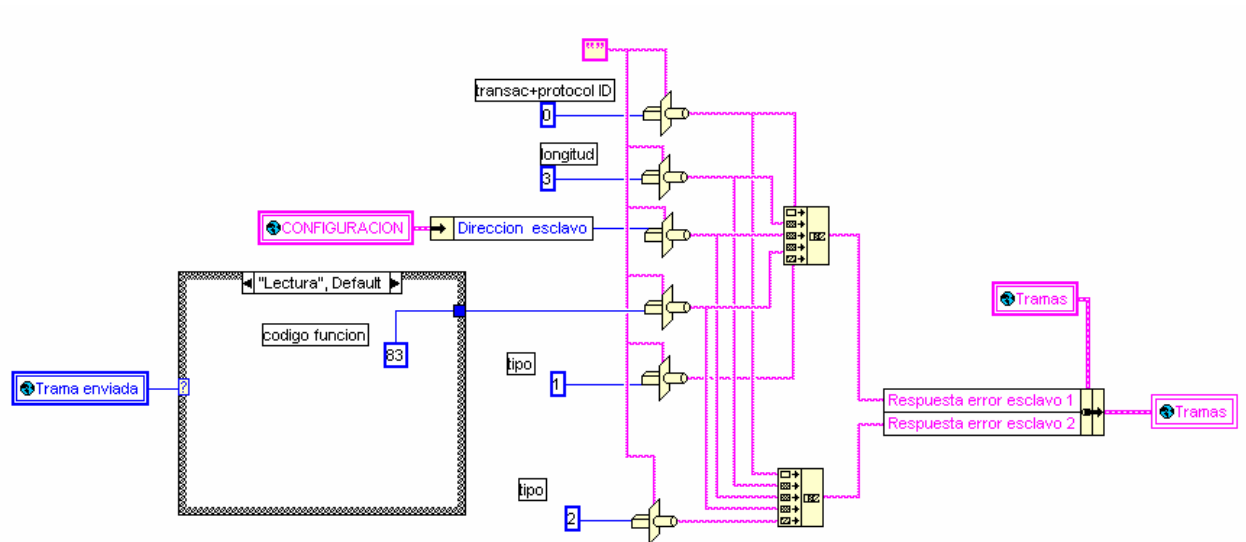 ""
transac+protocol ID
0
longitud
3
CONFIGURACION
Direccion esclavo
"Lectura", Default
codigo funcion
83
Trama enviada
?
tipo
1
tipo
2
Tramas
Respuesta error esclavo 1
Respuesta error esclavo 2
Tramas